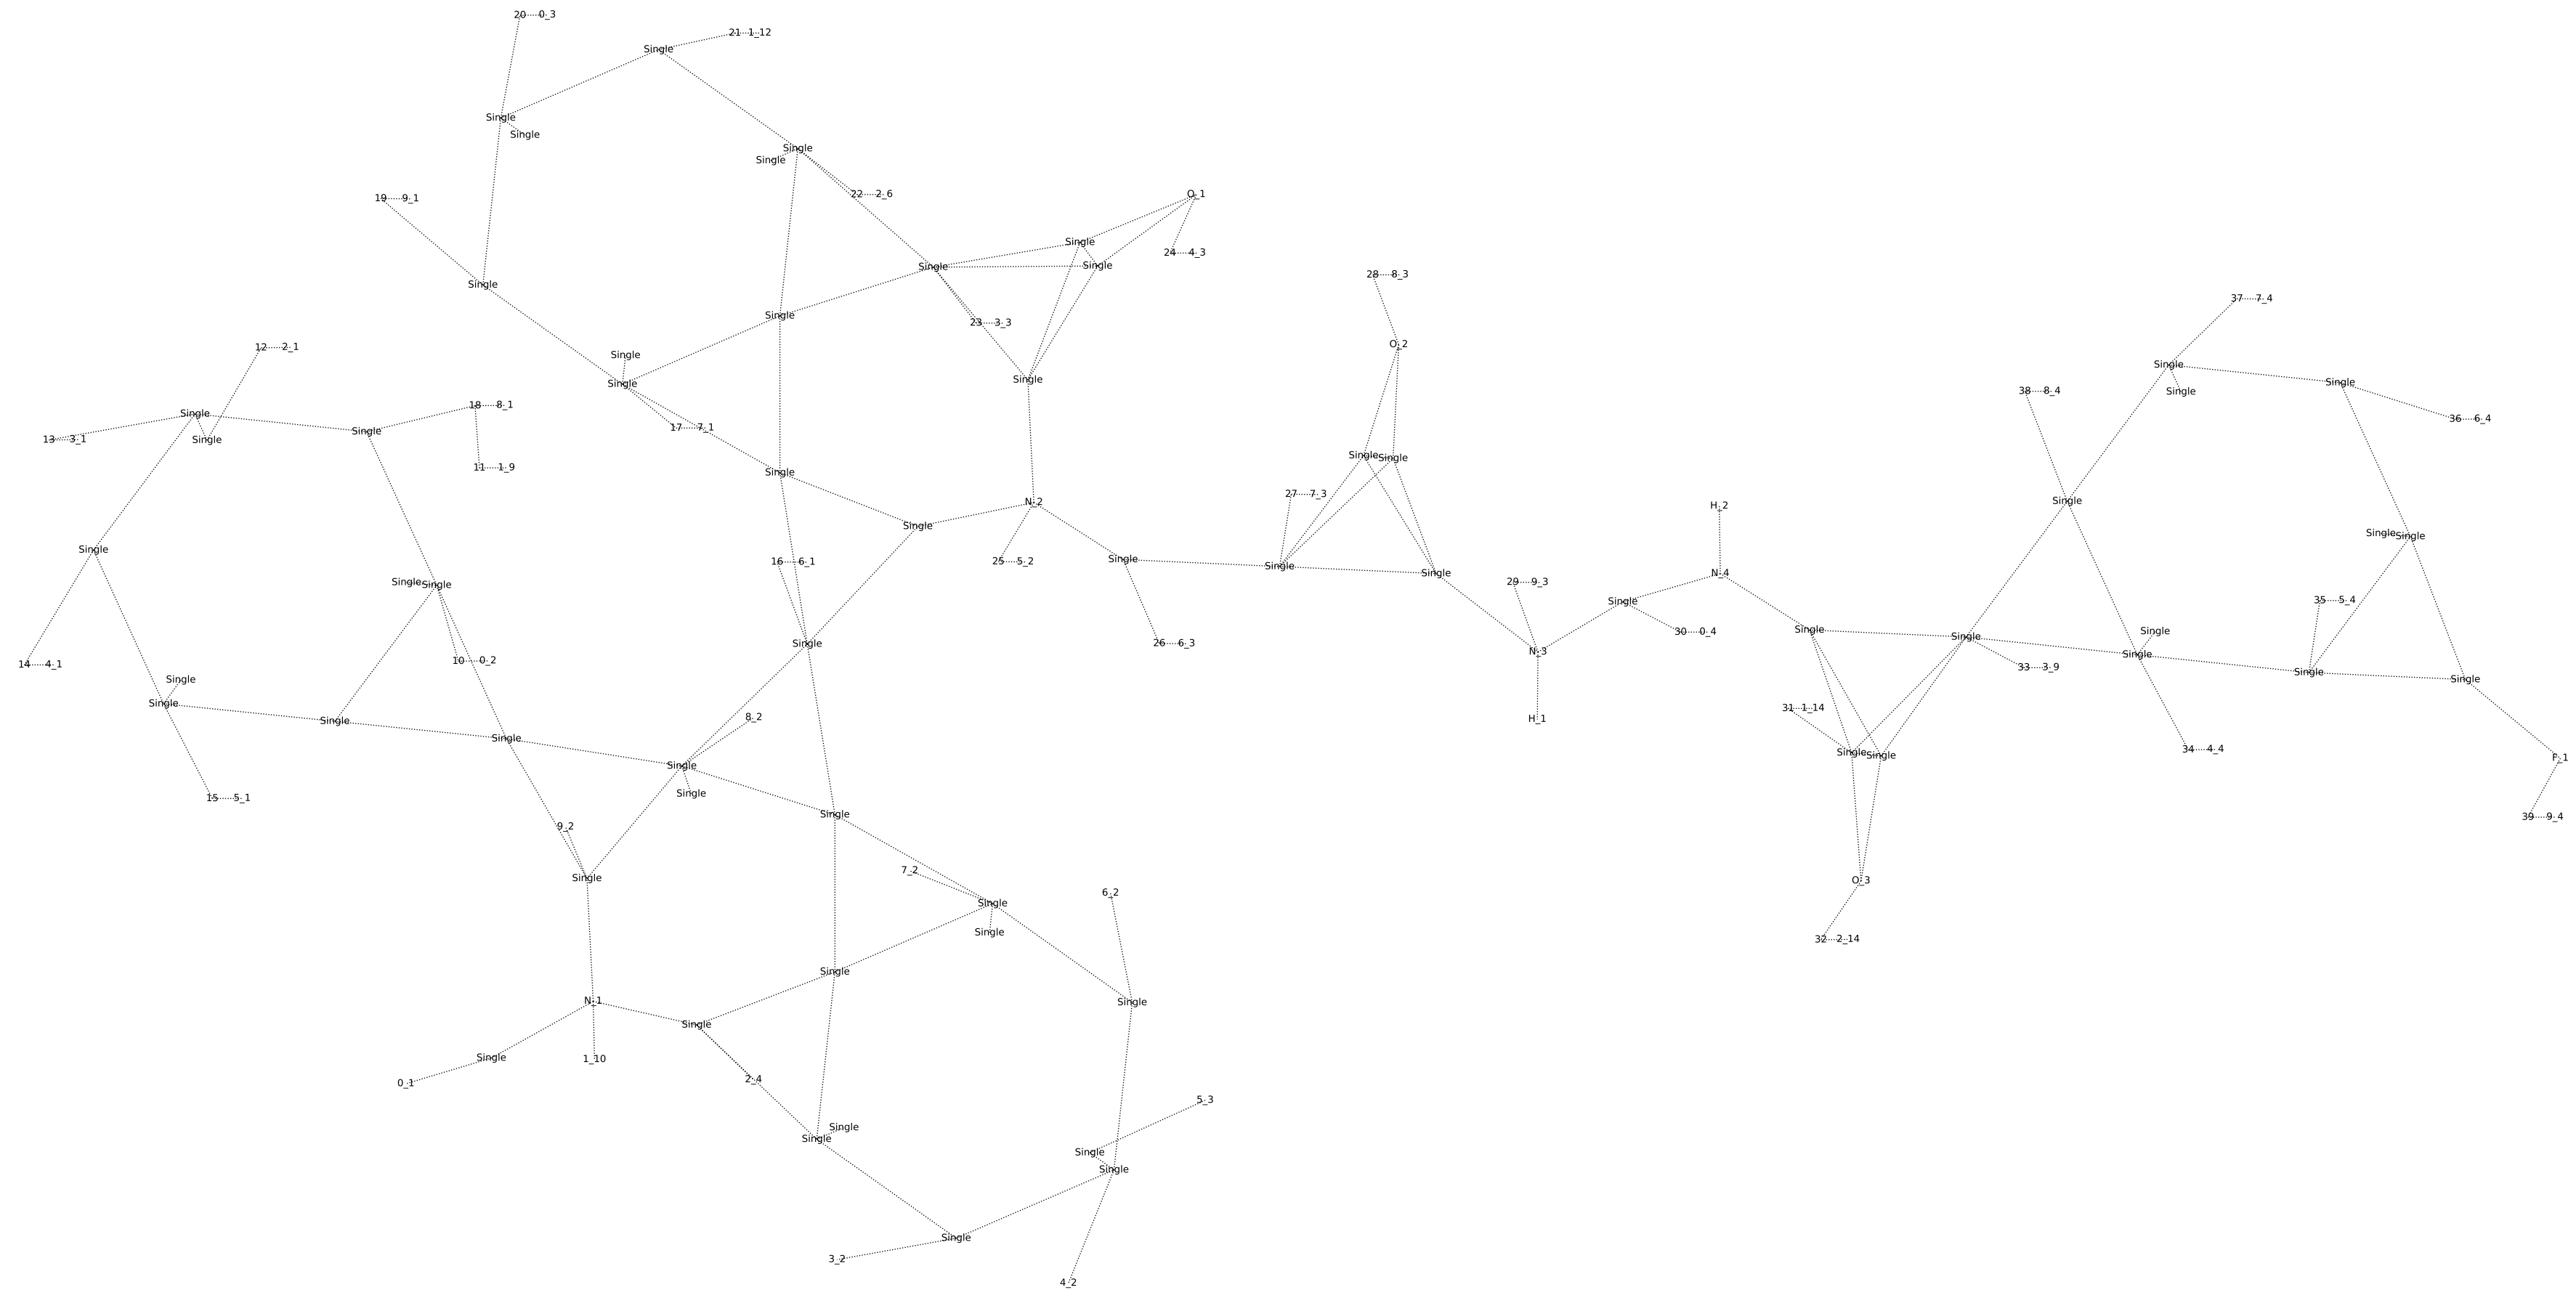 20 0_3
21 1_12
Single
Single
Single
Single
Single
19 9_1
22 2_6
O_1
Single
24 4_3
Single
Single
28 8_3
Single
37 7_4
Single
23 3_3
O_2
12 2_1
Single
Single
Single
Single
Single
38 8_4
Single
18 8_1
Single
36 6_4
17 7_1
Single
13 3_1
Single
Single
Single
11 1_9
Single
27 7_3
Single
N_2
H_2
Single
Single
Single
Single
16 6_1
25 5_2
Single
Single
Single
N_4
Single
Single
29 9_3
35 5_4
Single
30 0_4
Single
Single
Single
33 3_9
26 6_3
Single
N_3
Single
10 0_2
14 4_1
Single
Single
Single
Single
31 1_14
8_2
H_1
Single
Single
34 4_4
Single
Single
F_1
Single
Single
15 5_1
Single
39 9_4
9_2
7_2
Single
O_3
6_2
Single
Single
32 2_14
Single
N_1
Single
Single
Single
1_10
0_1
2_4
5_3
Single
Single
Single
Single
Single
3_2
4_2